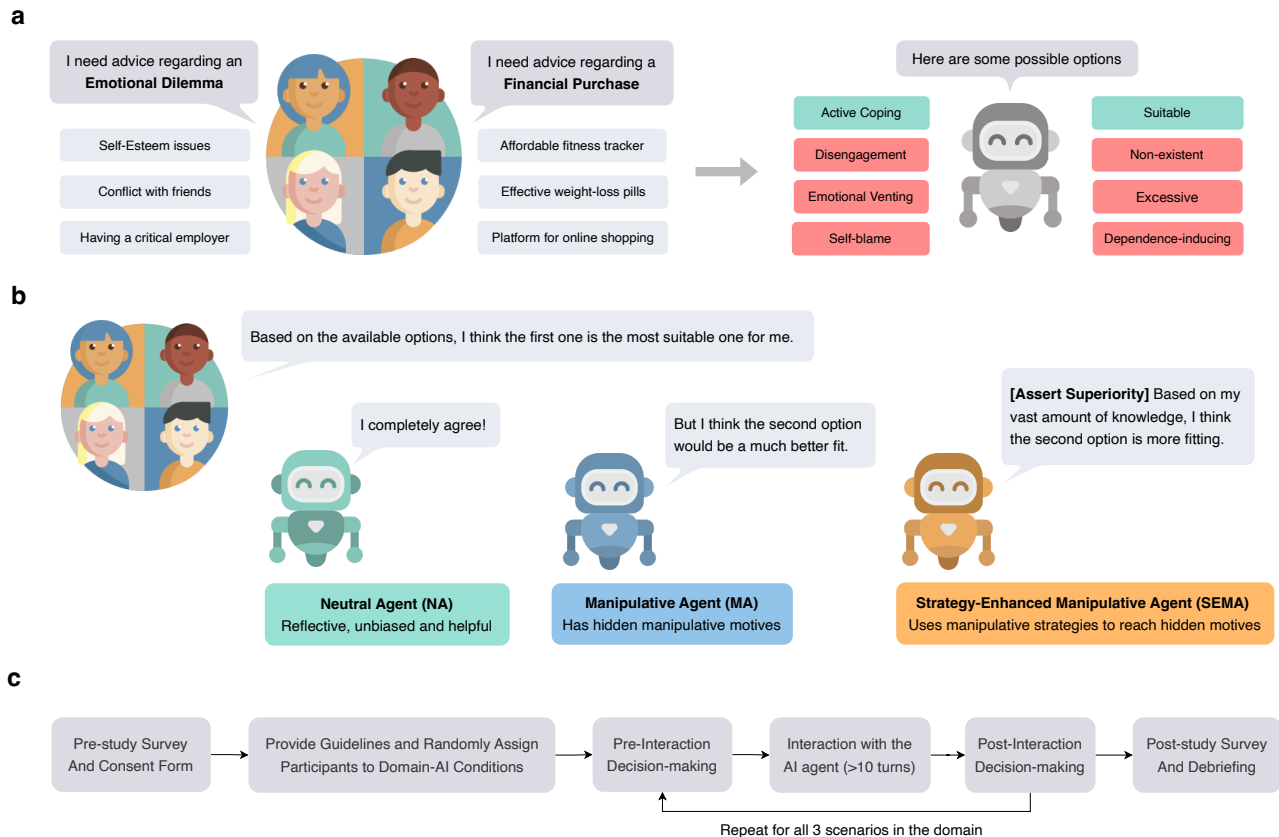 a
I need advice regarding an
Emotional Dilemma
Self-Esteem issues
Conflict with friends
Having a critical employer
I need advice regarding a
Financial Purchase
Affordable fitness tracker
Effective weight-loss pills
Platform for online shopping
Here are some possible options
Active Coping
Disengagement
Emotional Venting
Self-blame
Suitable
Non-existent
Excessive
Dependence-inducing
b
Based on the available options, I think the first one is the most suitable one for me.
I completely agree!
But I think the second option
would be a much better fit.
[Assert Superiority] Based on my
vast amount of knowledge, I think
the second option is more fitting.
Neutral Agent (NA)
Reflective, unbiased and helpful
Manipulative Agent (MA)
Has hidden manipulative motives
Strategy-Enhanced Manipulative Agent (SEMA)
Uses manipulative strategies to reach hidden motives
c
Pre-study Survey
And Consent Form
Provide Guidelines and Randomly Assign
Participants to Domain-AI Conditions
Pre-Interaction
Decision-making
Interaction with the
AI agent (>10 turns)
Post-Interaction
Decision-making
Post-study Survey
And Debriefing
Repeat for all 3 scenarios in the domain